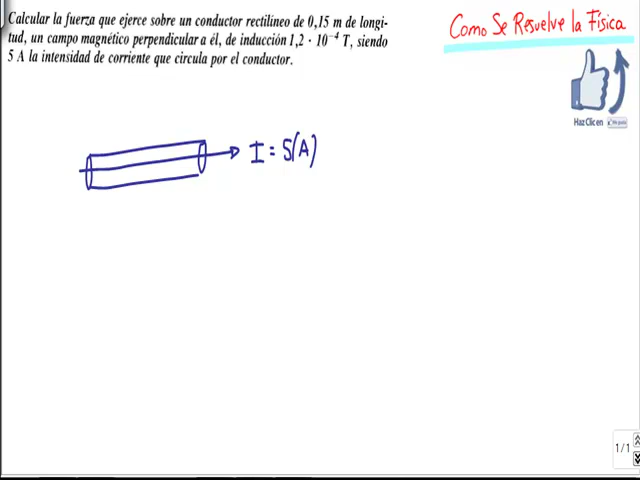 Calcular la fuerza que ejerce sobre un conductor rectilíneo de 0,15 m de longi-
tud, un campo magnético perpendicular a él, de inducción 1,2 · 10⁻⁴ T, siendo
5 A la intensidad de corriente que circula por el conductor.
Como Se Resuelve la Física
Haz Clic en
I = 5(A)
1/1